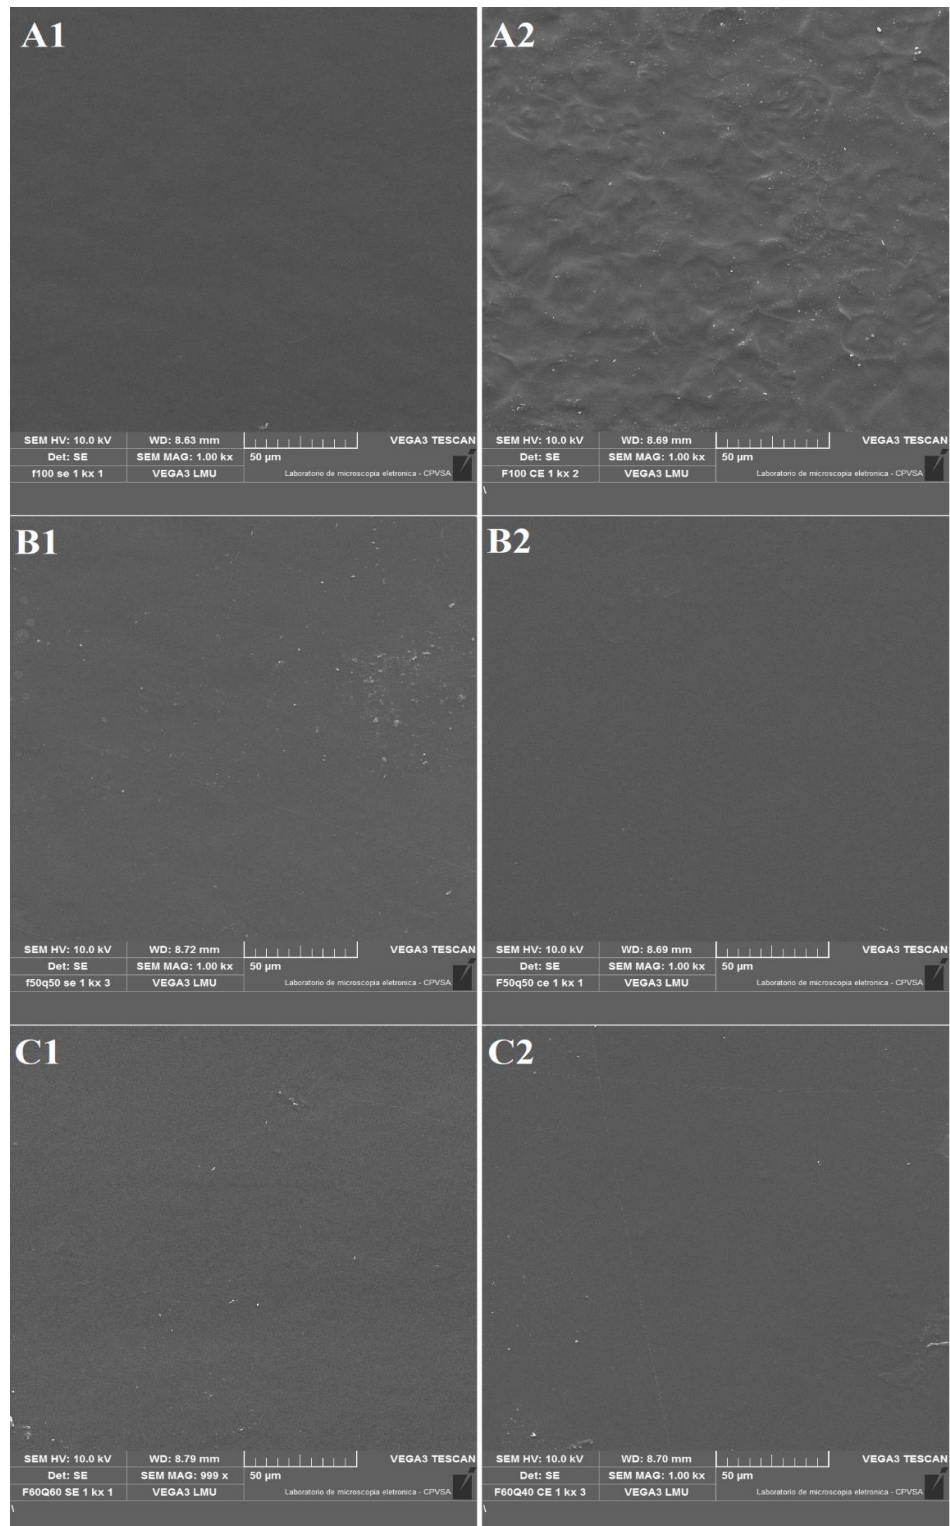 A1
SEM HV: 10.0 kV WD: 8.63 mm VEGA3 TESCAN
Det: SE SEM MAG: 1.00 kx 50 µm
f100 se 1 kx 1 VEGA3 LMU Laboratorio de microscopia eletronica - CPVSA
A2
SEM HV: 10.0 kV WD: 8.69 mm VEGA3 TESCAN
Det: SE SEM MAG: 1.00 kx 50 µm
F100 CE 1 kx 2 VEGA3 LMU Laboratorio de microscopia eletronica - CPVSA
\
B1
SEM HV: 10.0 kV WD: 8.72 mm VEGA3 TESCAN
Det: SE SEM MAG: 1.00 kx 50 µm
f50q50 se 1 kx 3 VEGA3 LMU Laboratorio de microscopia eletronica - CPVSA
B2
SEM HV: 10.0 kV WD: 8.69 mm VEGA3 TESCAN
Det: SE SEM MAG: 1.00 kx 50 µm
F50q50 ce 1 kx 1 VEGA3 LMU Laboratorio de microscopia eletronica - CPVSA
C1
SEM HV: 10.0 kV WD: 8.79 mm VEGA3 TESCAN
Det: SE SEM MAG: 999 x 50 µm
F60Q60 SE 1 kx 1 VEGA3 LMU Laboratorio de microscopia eletronica - CPVSA
\
C2
SEM HV: 10.0 kV WD: 8.70 mm VEGA3 TESCAN
Det: SE SEM MAG: 1.00 kx 50 µm
F60Q40 CE 1 kx 3 VEGA3 LMU Laboratorio de microscopia eletronica - CPVSA
\